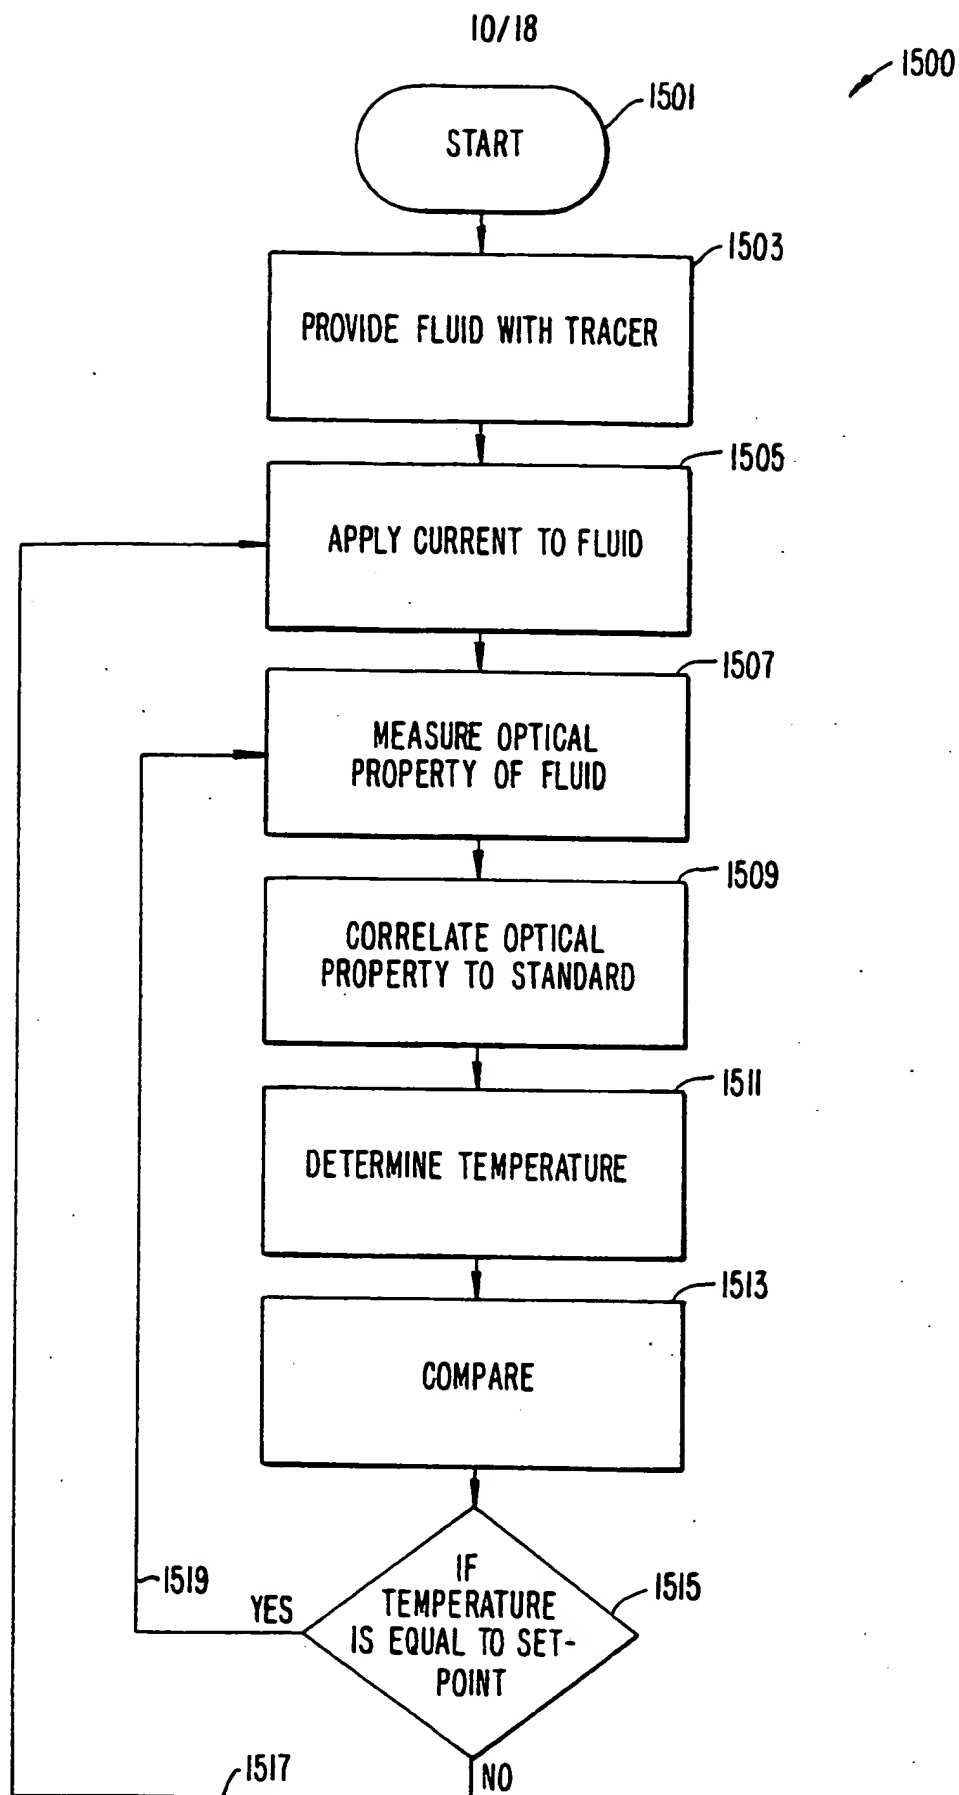 10/18
1500
1501
START
1503
PROVIDE FLUID WITH TRACER
1505
APPLY CURRENT TO FLUID
1507
MEASURE OPTICAL
PROPERTY OF FLUID
1509
CORRELATE OPTICAL
PROPERTY TO STANDARD
1511
DETERMINE TEMPERATURE
1513
COMPARE
1515
IF
TEMPERATURE
IS EQUAL TO SET-
POINT
1519
YES
1517
NO